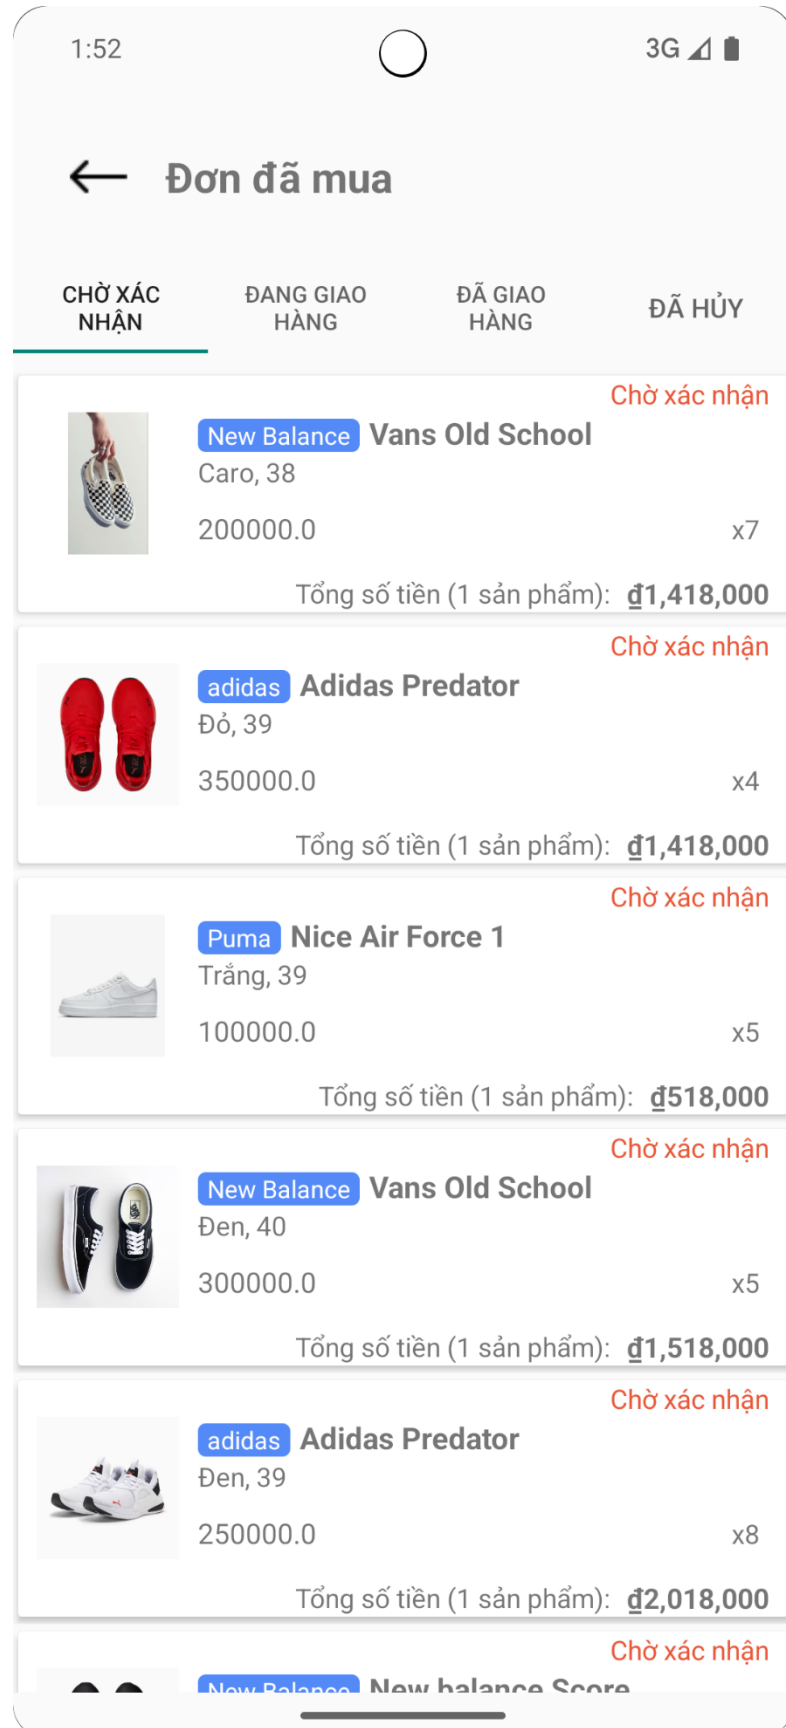 1:52
3G
Đơn đã mua
CHỜ XÁC NHẬN
ĐANG GIAO HÀNG
ĐÃ GIAO HÀNG
ĐÃ HỦY
Chờ xác nhận
New Balance Vans Old School
Caro, 38
200000.0 x7
Tổng số tiền (1 sản phẩm): ₫1,418,000
Chờ xác nhận
adidas Adidas Predator
Đỏ, 39
350000.0 x4
Tổng số tiền (1 sản phẩm): ₫1,418,000
Chờ xác nhận
Puma Nice Air Force 1
Trắng, 39
100000.0 x5
Tổng số tiền (1 sản phẩm): ₫518,000
Chờ xác nhận
New Balance Vans Old School
Đen, 40
300000.0 x5
Tổng số tiền (1 sản phẩm): ₫1,518,000
Chờ xác nhận
adidas Adidas Predator
Đen, 39
250000.0 x8
Tổng số tiền (1 sản phẩm): ₫2,018,000
Chờ xác nhận
New Balance New balance Score